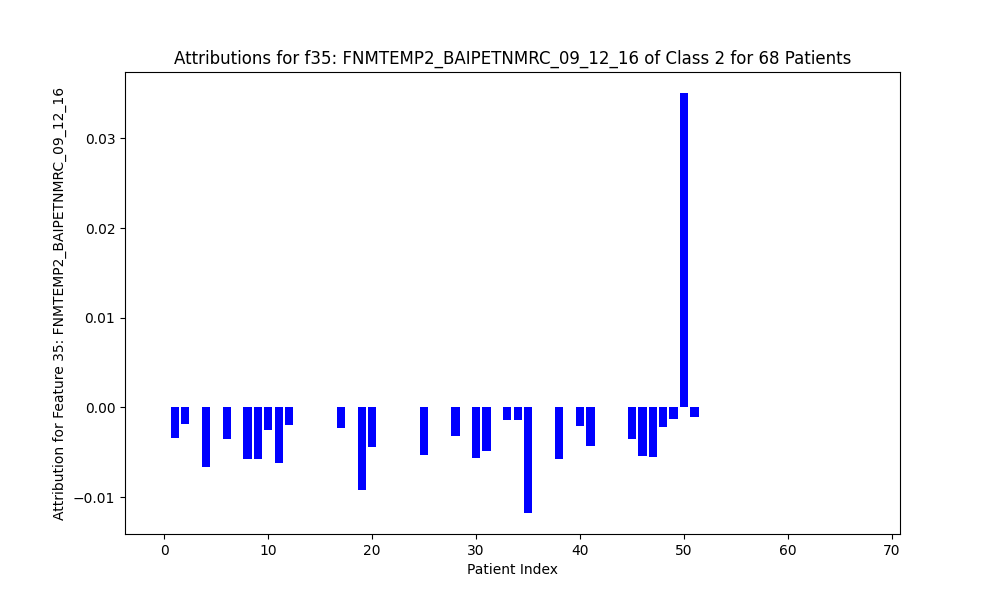 Attributions for f35: FNMTEMP2_BAIPETNMRC_09_12_16 of Class 2 for 68 Patients
Attribution for Feature 35: FNMTEMP2_BAIPETNMRC_09_12_16
0.03
0.02
0.01
0.00
−0.01
0 10 20 30 40 50 60 70
Patient Index